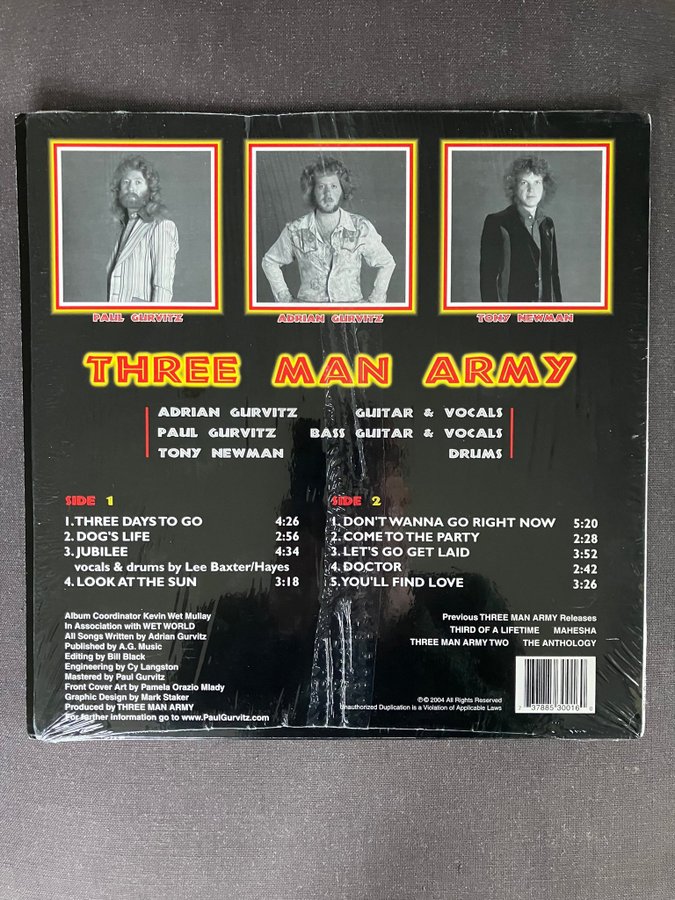 PAUL GURVITZ
ADRIAN GURVITZ
TONY NEWMAN
THREE MAN ARMY
ADRIAN GURVITZ GUITAR & VOCALS
PAUL GURVITZ BASS GUITAR & VOCALS
TONY NEWMAN DRUMS
SIDE 1
1. THREE DAYS TO GO 4:26
2. DOG'S LIFE 2:56
3. JUBILEE 4:34
vocals & drums by Lee Baxter/Hayes
4. LOOK AT THE SUN 3:18
SIDE 2
1. DON'T WANNA GO RIGHT NOW 5:20
2. COME TO THE PARTY 2:28
3. LET'S GO GET LAID 3:52
4. DOCTOR 2:42
5. YOU'LL FIND LOVE 3:26
Album Coordinator Kevin Wet Mullay
In Association with WET WORLD
All Songs Written by Adrian Gurvitz
Published by A.G. Music
Editing by Bill Black
Engineering by Cy Langston
Mastered by Paul Gurvitz
Front Cover Art by Pamela Orazio Mlady
Graphic Design by Mark Staker
Produced by THREE MAN ARMY
For farther information go to www.PaulGurvitz.com
Previous THREE MAN ARMY Releases
THIRD OF A LIFETIME MAHESHA
THREE MAN ARMY TWO THE ANTHOLOGY
℗© 2004 All Rights Reserved
Unauthorized Duplication is a Violation of Applicable Laws
7 37885 30016 0